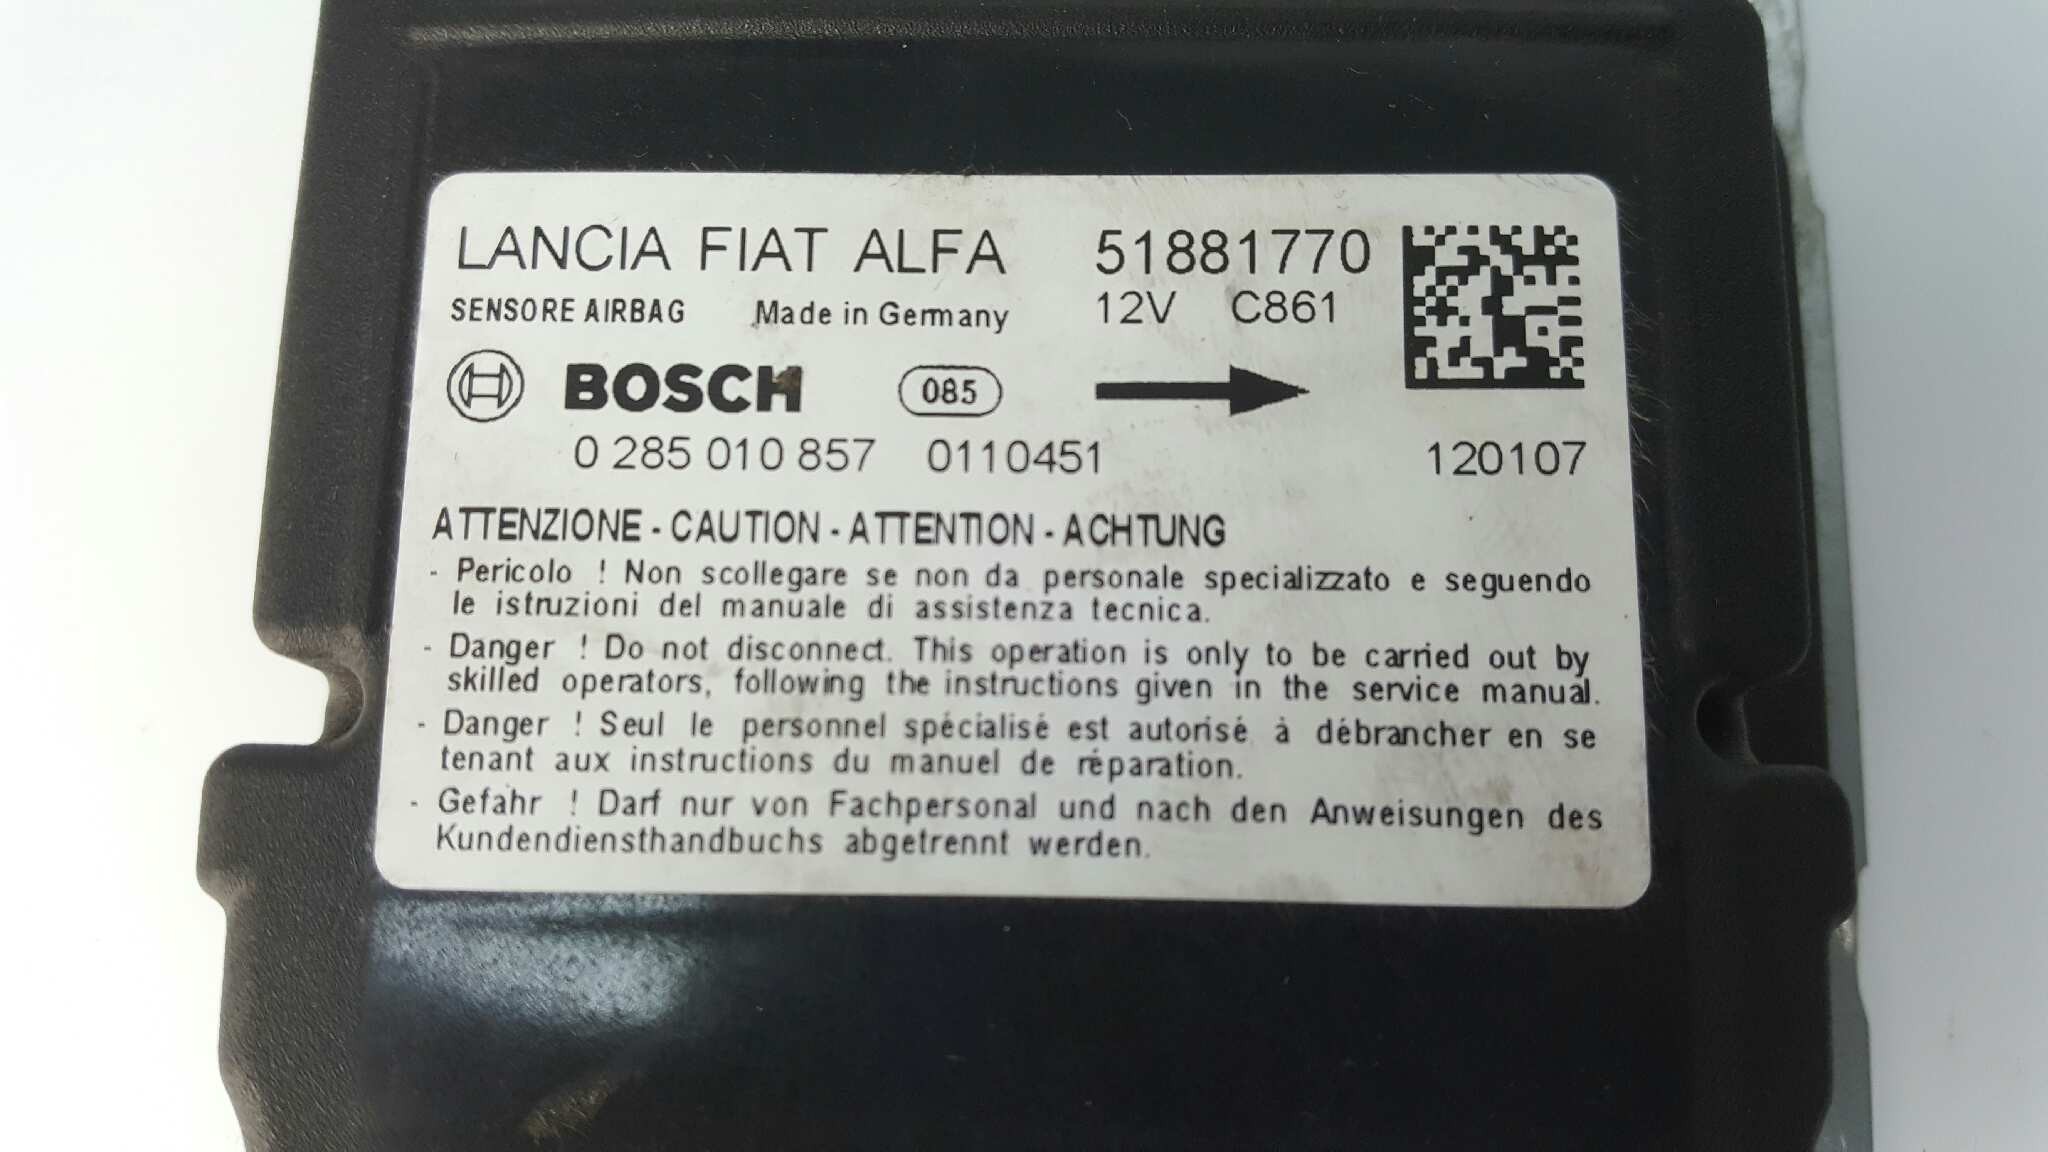 LANCIA FIAT ALFA 51881770
SENSORE AIRBAG Made in Germany 12V C861
BOSCH 085
0 285 010 857 0110451 120107
ATTENZIONE - CAUTION - ATTENTION - ACHTUNG
- Pericolo ! Non scollegare se non da personale specializzato e seguendo
le istruzioni del manuale di assistenza tecnica.
- Danger ! Do not disconnect. This operation is only to be carried out by
skilled operators, following the instructions given in the service manual.
- Danger ! Seul le personnel spécialisé est autorisé à débrancher en se
tenant aux instructions du manuel de réparation.
- Gefahr ! Darf nur von Fachpersonal und nach den Anweisungen des
Kundendiensthandbuchs abgetrennt werden.